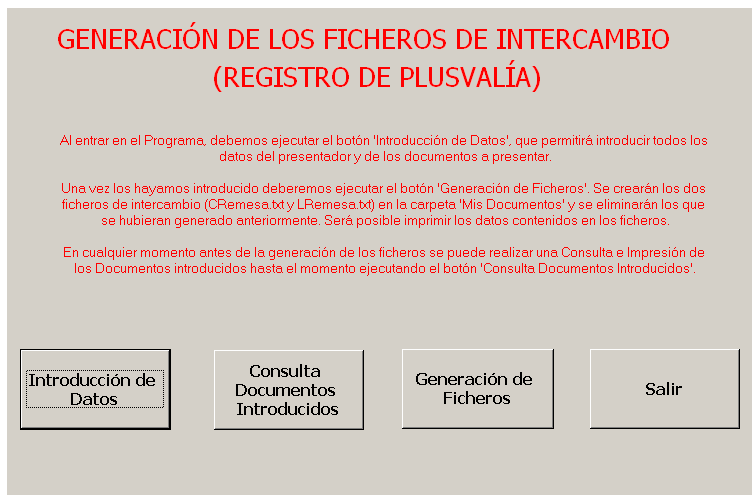 GENERACIÓN DE LOS FICHEROS DE INTERCAMBIO
(REGISTRO DE PLUSVALÍA)
Al entrar en el Programa, debemos ejecutar el botón 'Introducción de Datos', que permitirá introducir todos los
datos del presentador y de los documentos a presentar.
Una vez los hayamos introducido deberemos ejecutar el botón 'Generación de Ficheros'. Se crearán los dos
ficheros de intercambio (CRemesa.txt y LRemesa.txt) en la carpeta 'Mis Documentos' y se eliminarán los que
se hubieran generado anteriormente. Será posible imprimir los datos contenidos en los ficheros.
En cualquier momento antes de la generación de los ficheros se puede realizar una Consulta e Impresión de
los Documentos introducidos hasta el momento ejecutando el botón 'Consulta Documentos Introducidos'.
Introducción de
Datos
Consulta
Documentos
Introducidos
Generación de
Ficheros
Salir